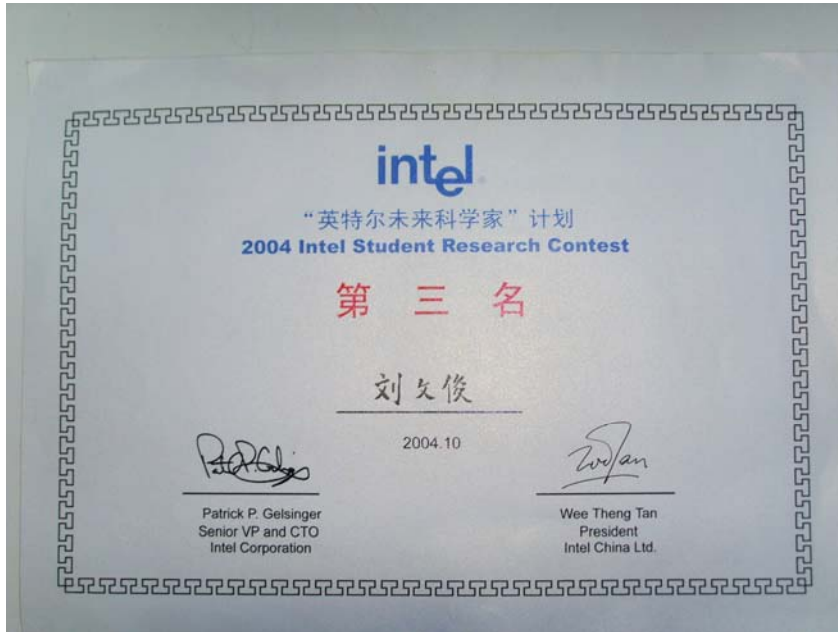 intel
“英特尔未来科学家”计划
2004 Intel Student Research Contest
第 三 名
刘文俊
2004.10
Patrick P. Gelsinger
Senior VP and CTO
Intel Corporation
Wee Theng Tan
President
Intel China Ltd.